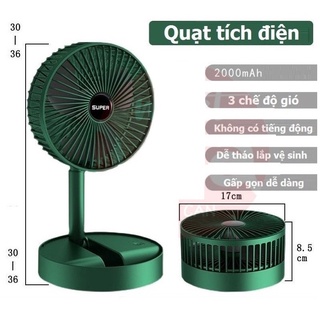 Quạt tích điện
30
36
2000mAh
SUPER
3 chế độ gió
Không có tiếng động
Dễ tháo lắp vệ sinh
Gấp gọn dễ dàng
17cm
30
36
8.5
cm